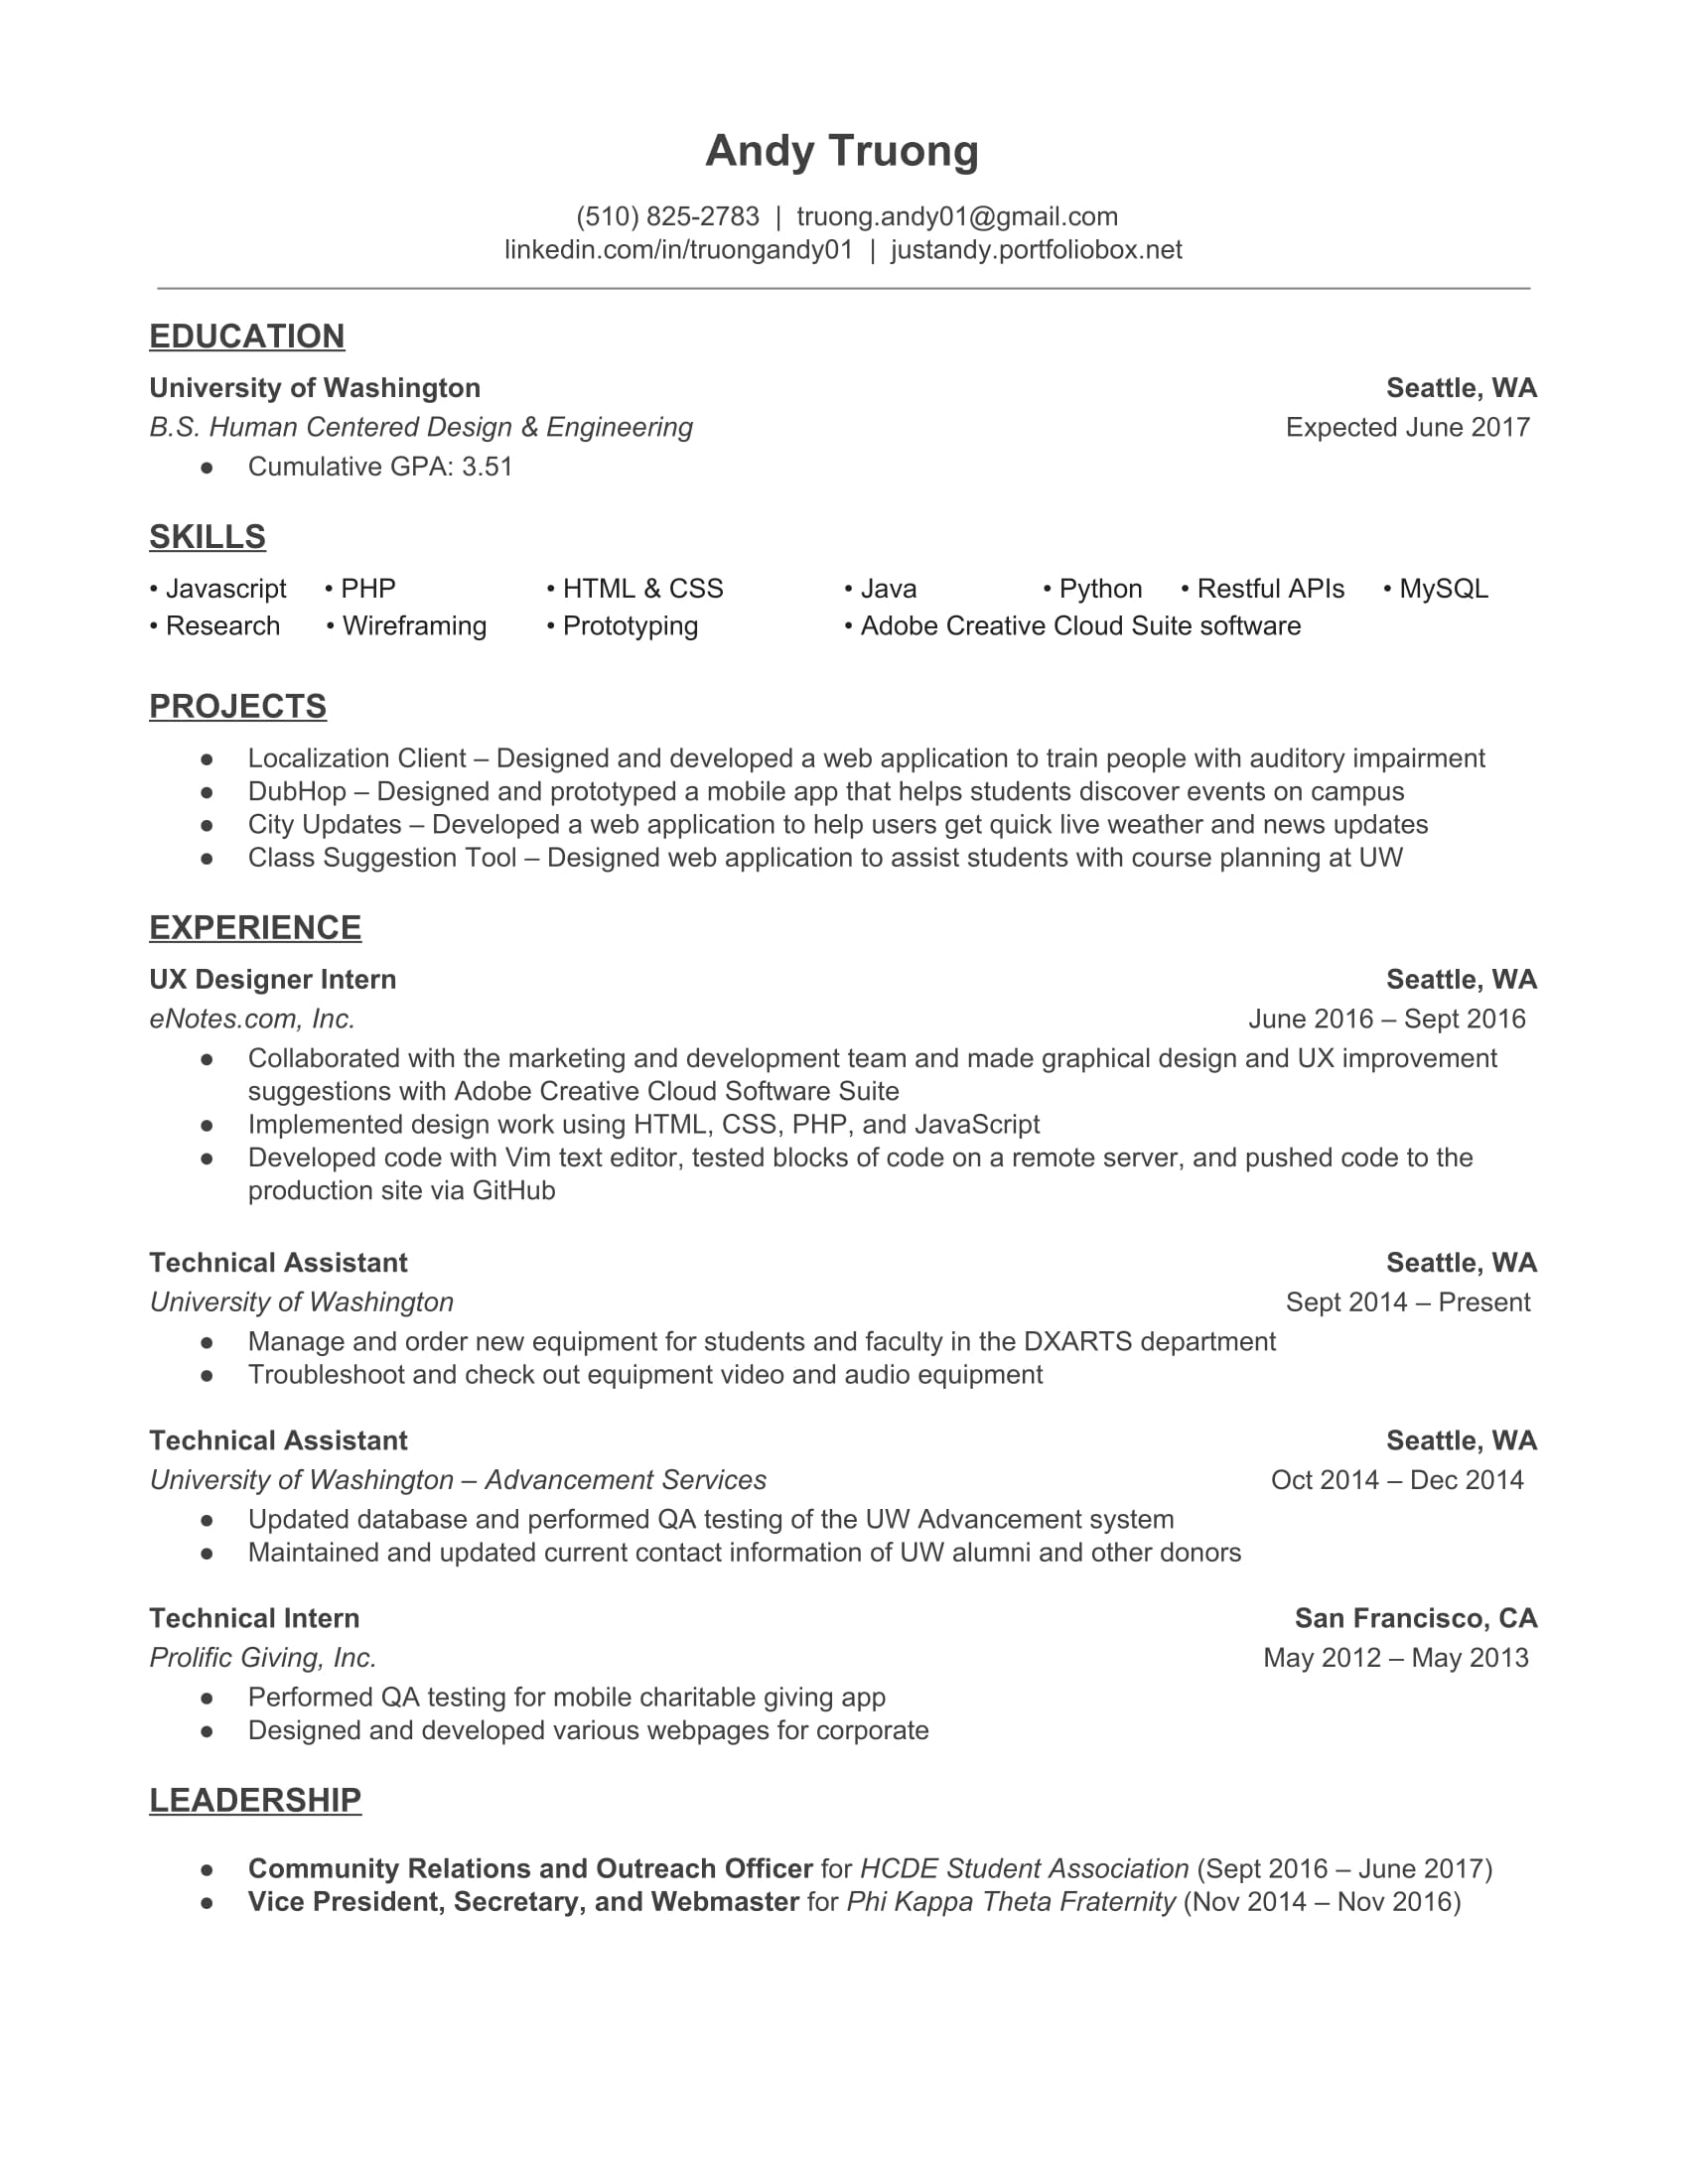 Andy Truong
(510) 825-2783 | truong.andy01@gmail.com
linkedin.com/in/truongandy01 | justandy.portfoliobox.net
EDUCATION
University of Washington Seattle, WA
B.S. Human Centered Design & Engineering Expected June 2017
● Cumulative GPA: 3.51
SKILLS
• Javascript • PHP • HTML & CSS • Java • Python • Restful APIs • MySQL
• Research • Wireframing • Prototyping • Adobe Creative Cloud Suite software
PROJECTS
● Localization Client – Designed and developed a web application to train people with auditory impairment
● DubHop – Designed and prototyped a mobile app that helps students discover events on campus
● City Updates – Developed a web application to help users get quick live weather and news updates
● Class Suggestion Tool – Designed web application to assist students with course planning at UW
EXPERIENCE
UX Designer Intern Seattle, WA
eNotes.com, Inc. June 2016 – Sept 2016
● Collaborated with the marketing and development team and made graphical design and UX improvement
suggestions with Adobe Creative Cloud Software Suite
● Implemented design work using HTML, CSS, PHP, and JavaScript
● Developed code with Vim text editor, tested blocks of code on a remote server, and pushed code to the
production site via GitHub
Technical Assistant Seattle, WA
University of Washington Sept 2014 – Present
● Manage and order new equipment for students and faculty in the DXARTS department
● Troubleshoot and check out equipment video and audio equipment
Technical Assistant Seattle, WA
University of Washington – Advancement Services Oct 2014 – Dec 2014
● Updated database and performed QA testing of the UW Advancement system
● Maintained and updated current contact information of UW alumni and other donors
Technical Intern San Francisco, CA
Prolific Giving, Inc. May 2012 – May 2013
● Performed QA testing for mobile charitable giving app
● Designed and developed various webpages for corporate
LEADERSHIP
● Community Relations and Outreach Officer for HCDE Student Association (Sept 2016 – June 2017)
● Vice President, Secretary, and Webmaster for Phi Kappa Theta Fraternity (Nov 2014 – Nov 2016)